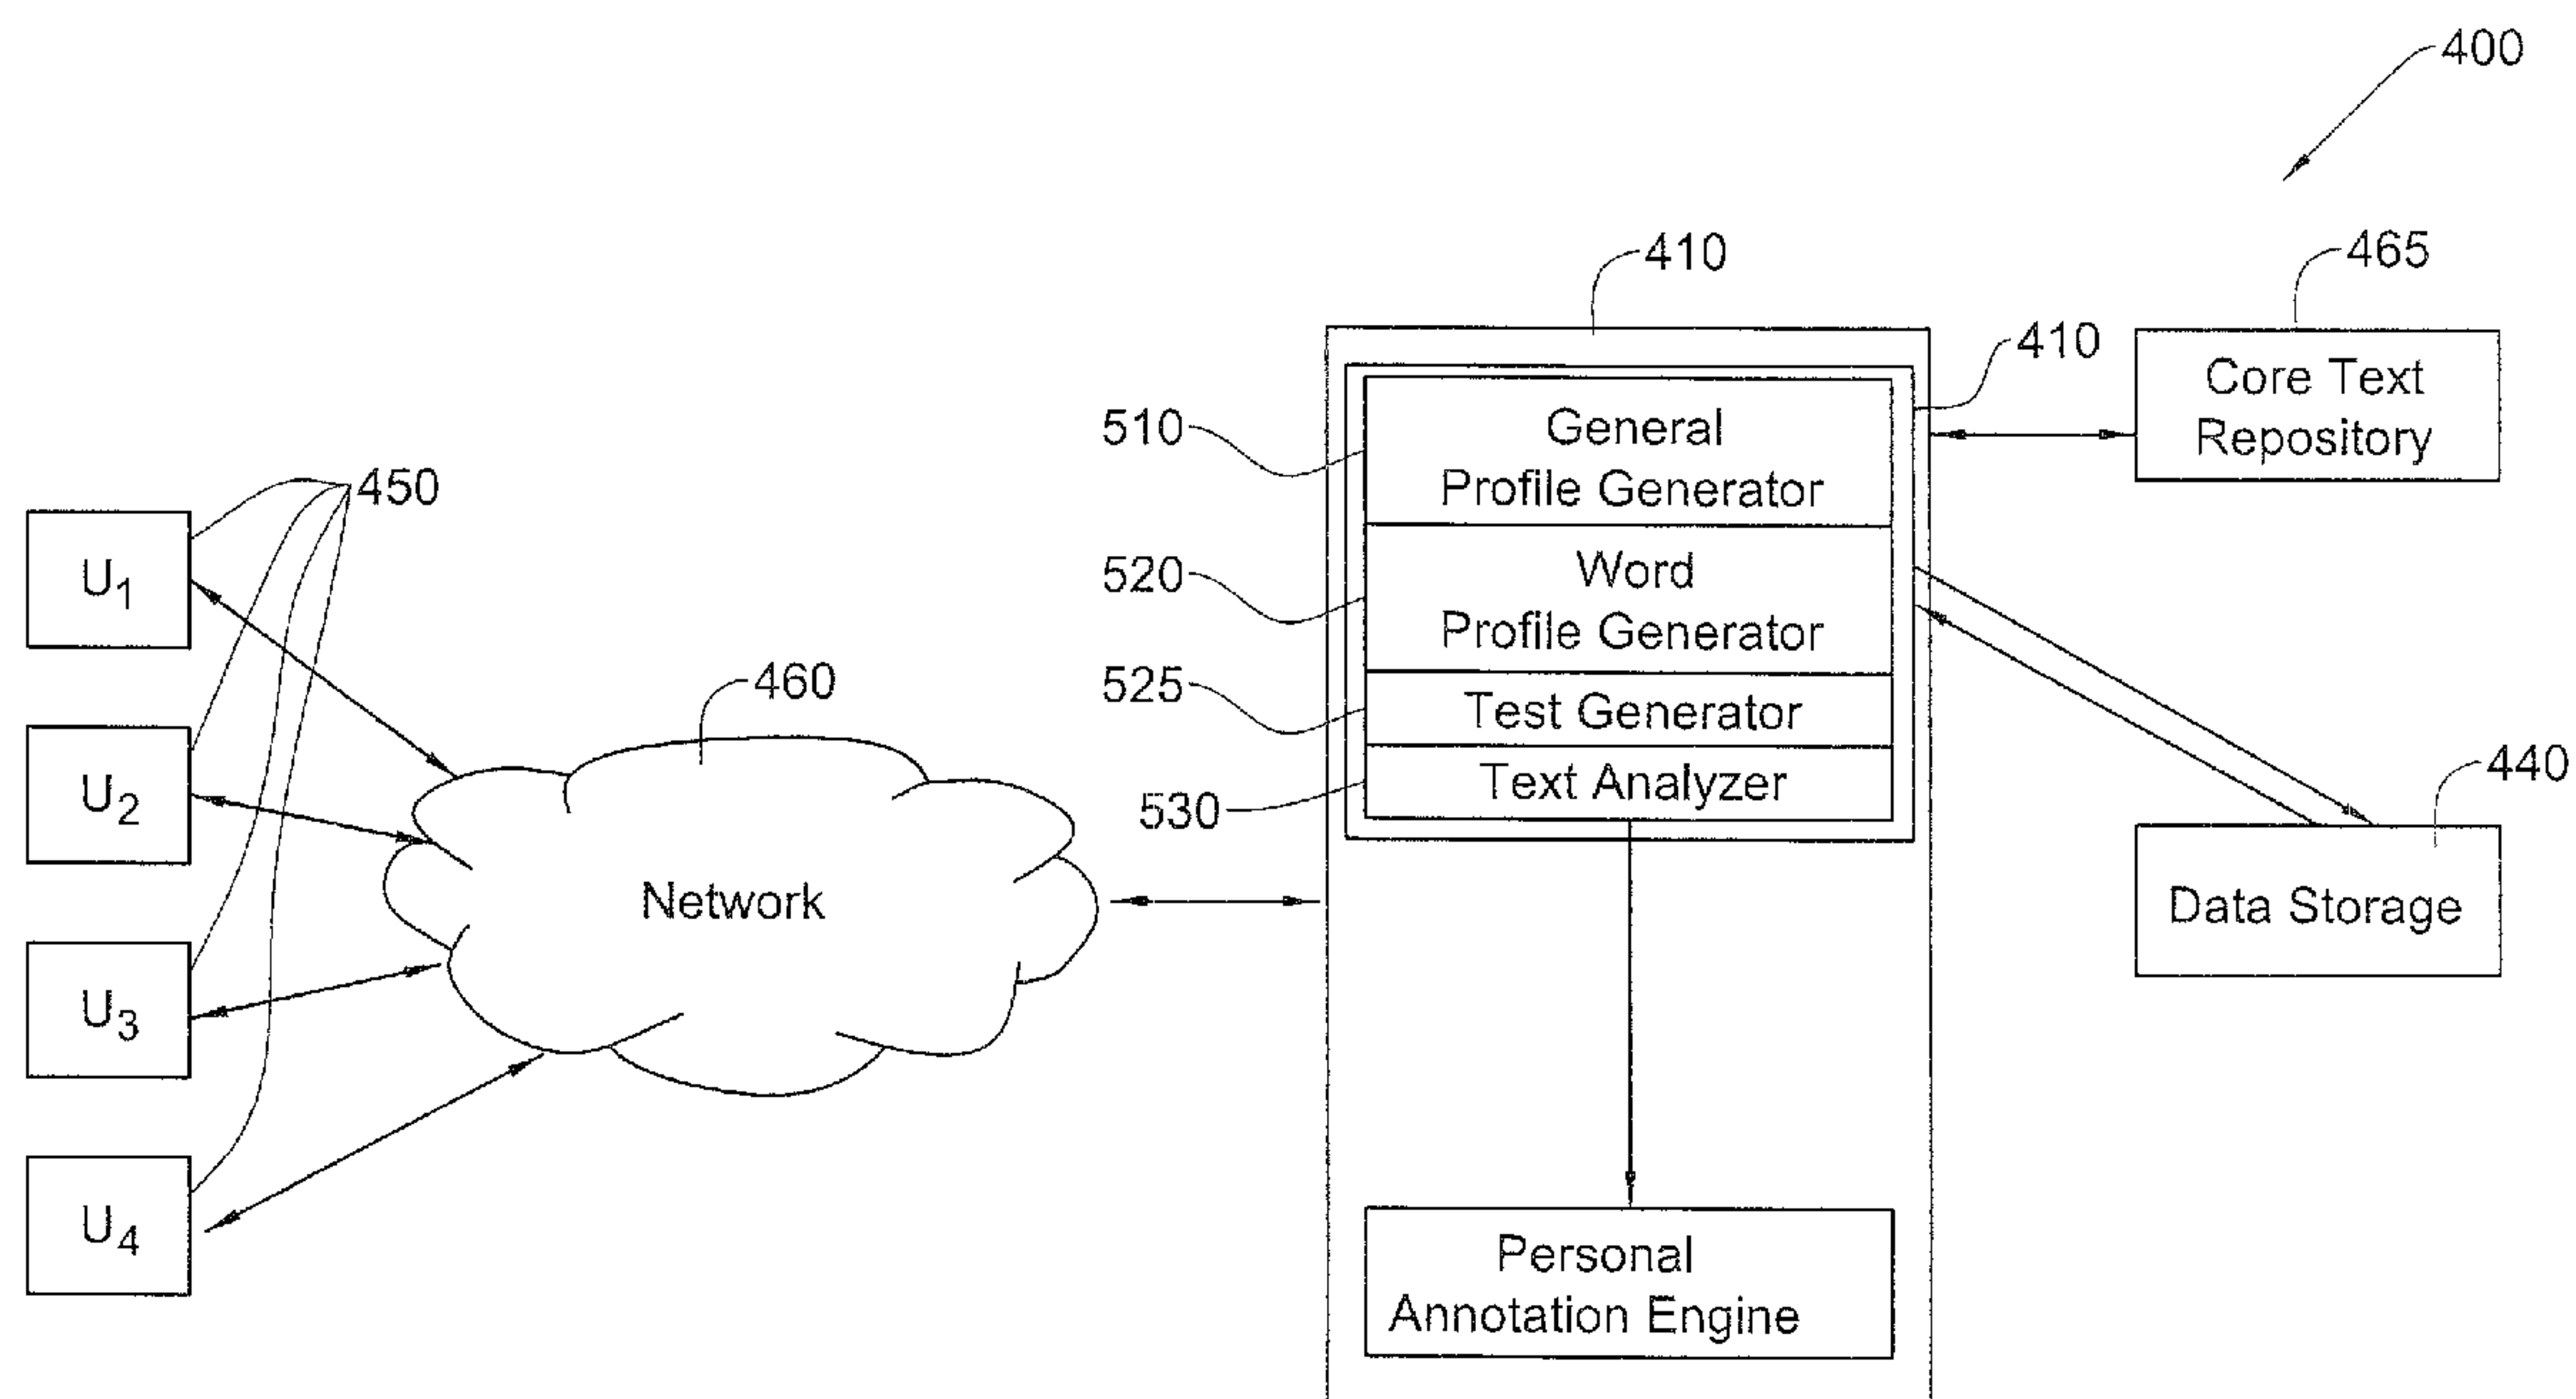 400
410
465
410
Core Text
Repository
510
General
Profile Generator
450
U1
520
Word
Profile Generator
460
525
Test Generator
U2
530
Text Analyzer
440
Network
Data Storage
U3
U4
Personal
Annotation Engine